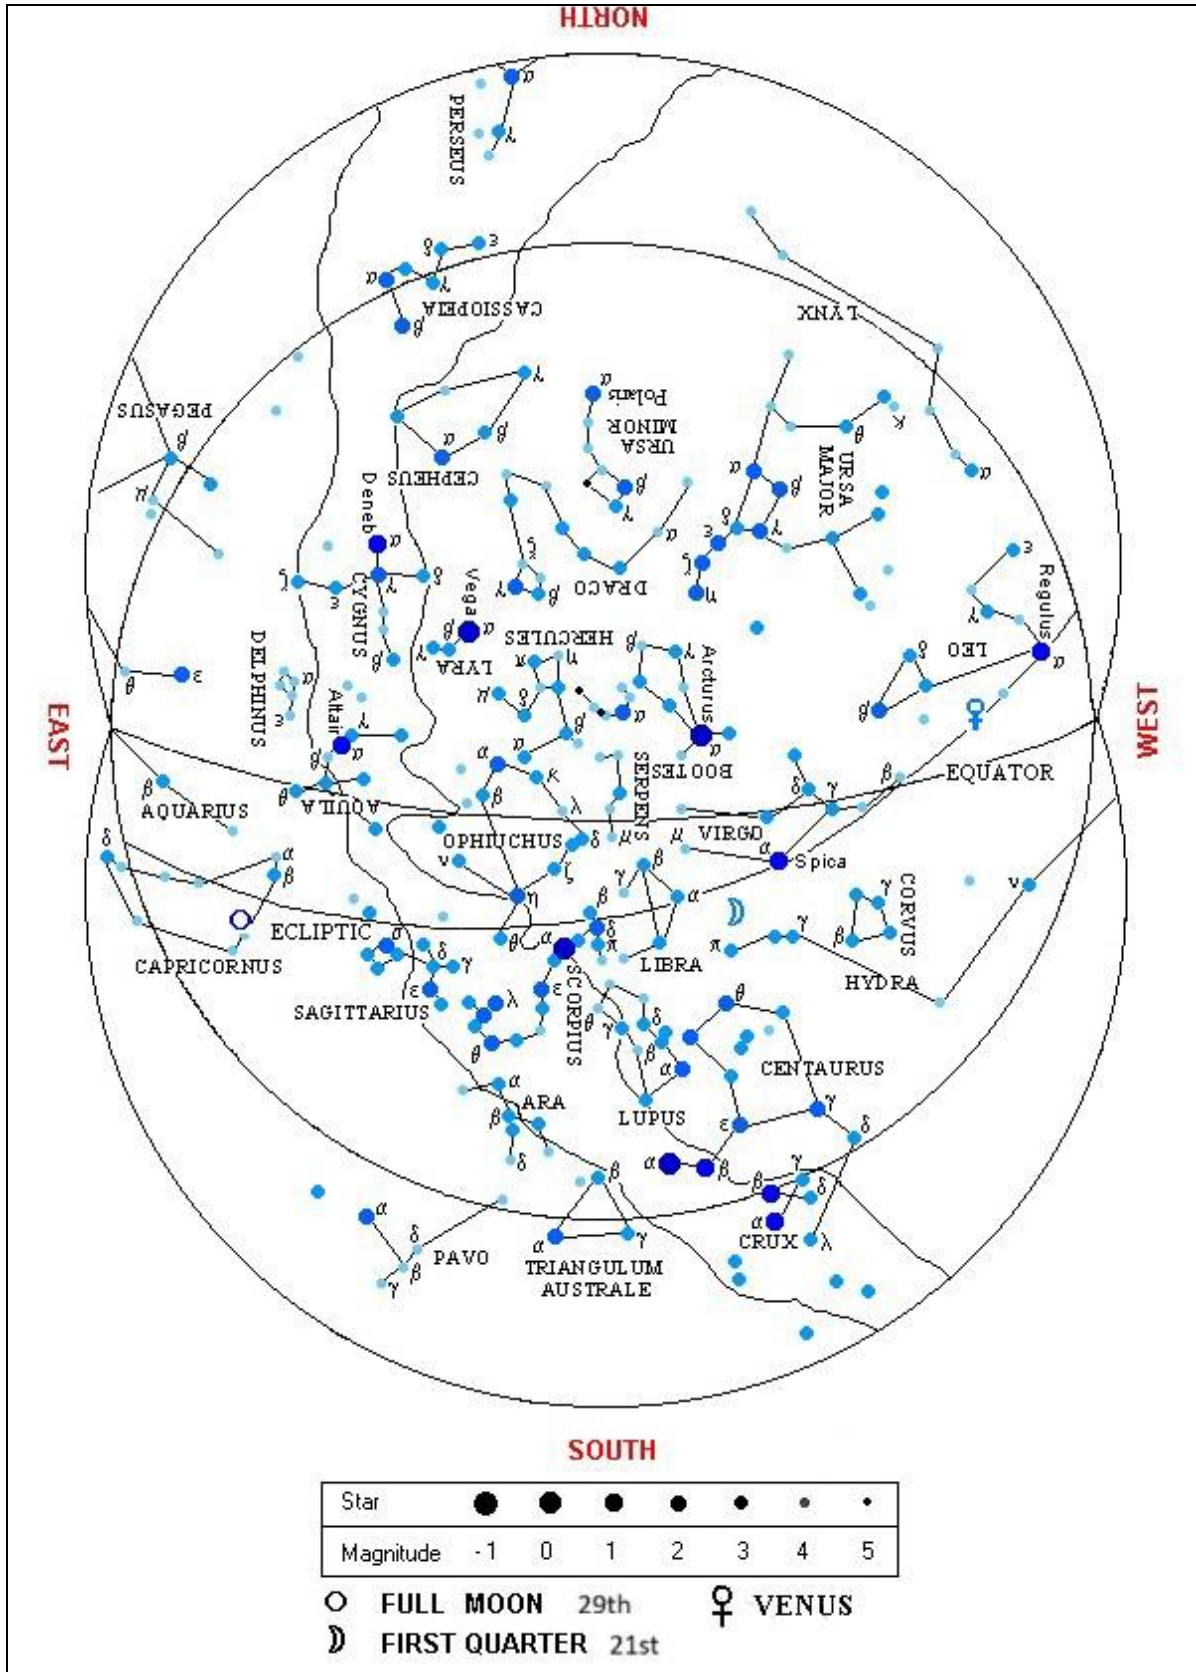 NORTH
α
PERSEUS
γ
δ
ε
α
γ
CASSIOPEIA
β
LYNX
γ
α
Polaris
PEGASUS
β
URSA
MINOR
κ
θ
α
β
CEPHEUS
URSA
MAJOR
α
β
α
μ
Deneb
α
β
γ
α
δ
γ
ε
ζ
η
ζ
ε
γ
δ
CYGNUS
ζ
γ
β
DRACO
ε
Regulus
γ
LEO
α
Vega
α
β
γ
LYRA
β
HERCULES
π
η
μ
δ
β
γ
Arcturus
α
BOOTES
δ
β
θ
ε
DELPHINUS
α
ε
Altair
γ
α
β
θ
AQUILA
EAST
WEST
α
β
α
κ
λ
SERPENS
μ
EQUATOR
β
AQUARIUS
β
δ
γ
VIRGO
μ
α
Spica
OPHIUCHUS
δ
ν
ζ
η
θ
β
γ
α
LIBRA
δ
α
β
ECLIPTIC
CAPRICORNUS
γ
CORVUS
β
ν
π
γ
HYDRA
σ
δ
γ
ε
SAGITTARIUS
λ
θ
β
δ
π
α
SCORPIUS
ε
θ
γ
δ
β
α
LUPUS
θ
CENTAURUS
γ
ε
δ
α
β
α
ARA
β
δ
β
γ
δ
α
CRUX
λ
α
δ
β
γ
PAVO
β
α
γ
TRIANGULUM
AUSTRALE
SOUTH
Star
Magnitude -1 0 1 2 3 4 5
FULL MOON 29th ♀ VENUS
FIRST QUARTER 21st